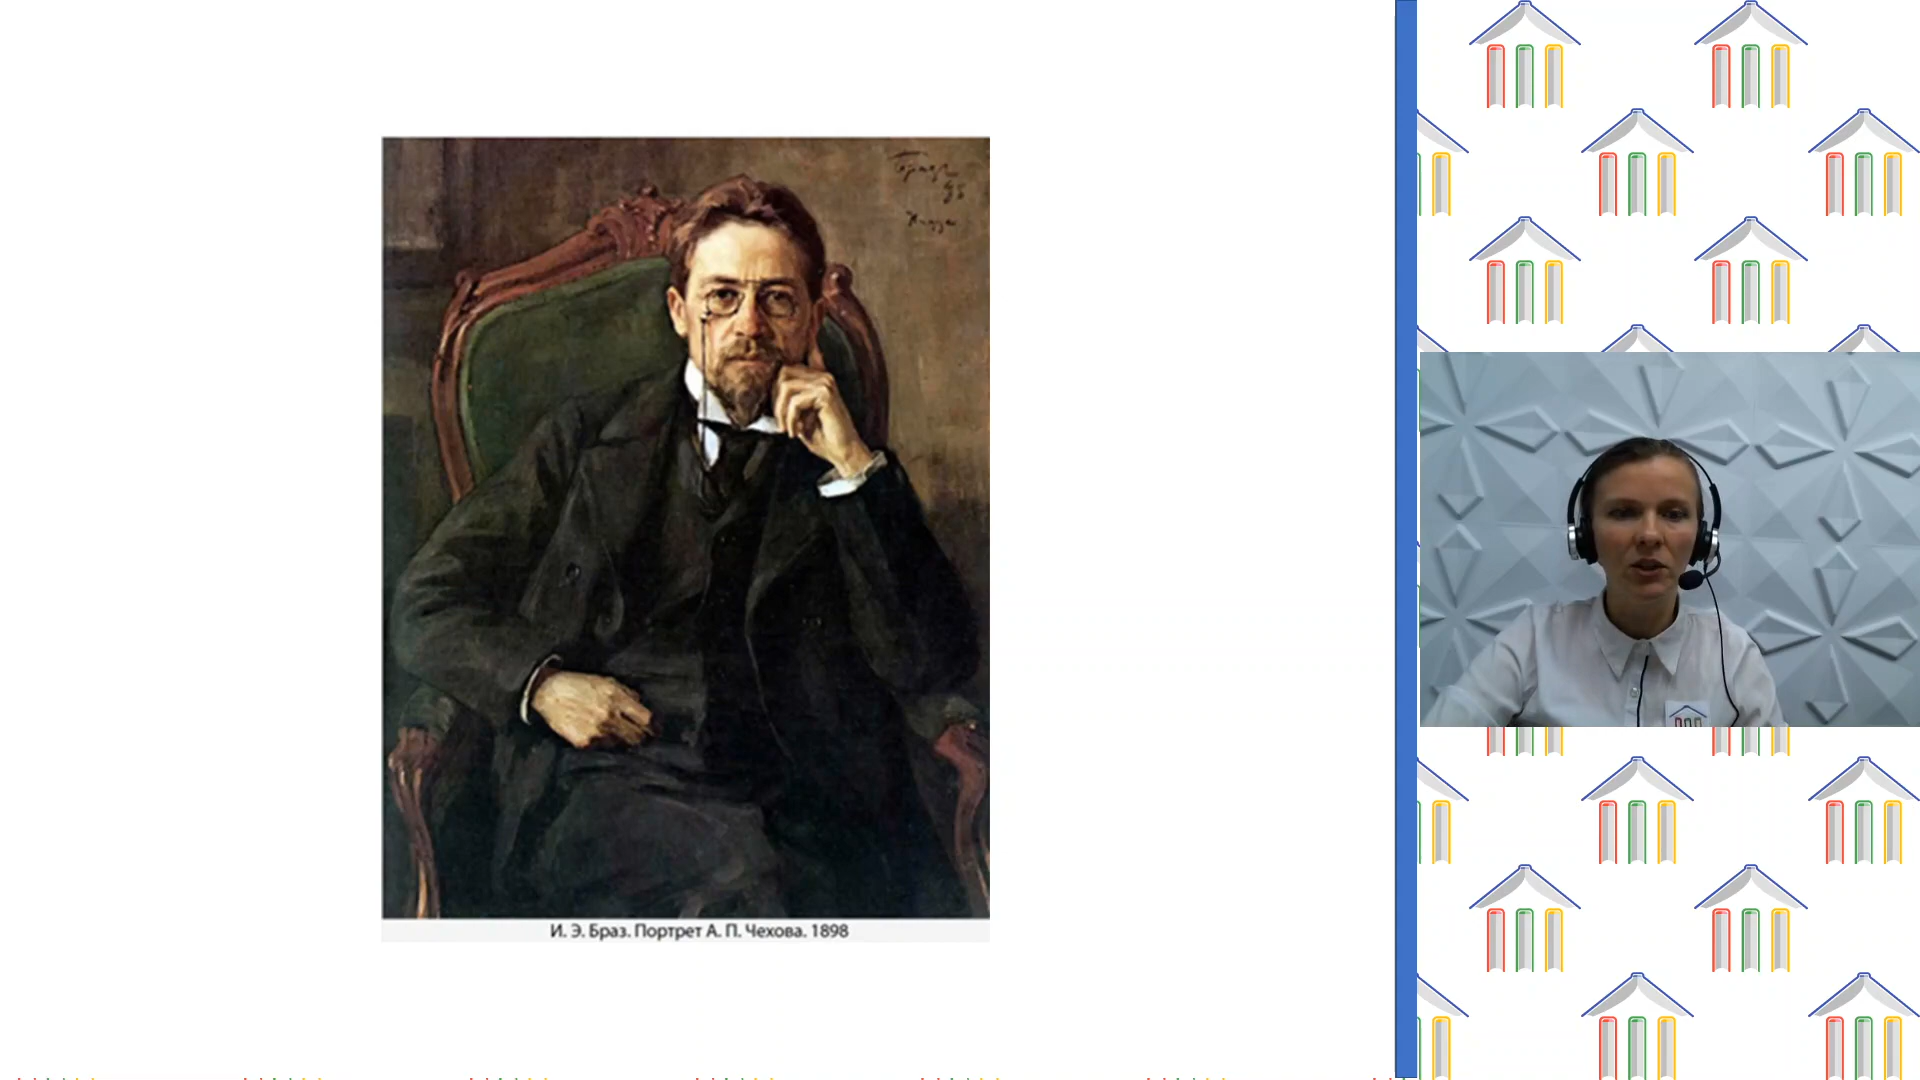 И. Э. Браз. Портрет А. П. Чехова. 1898